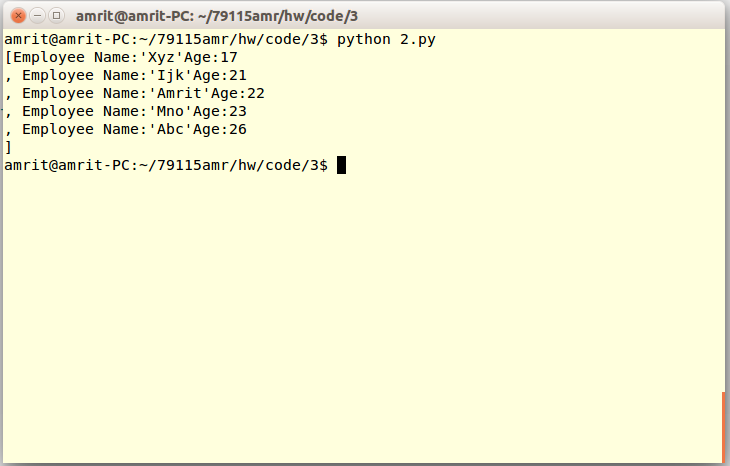 amrit@amrit-PC: ~/79115amr/hw/code/3
amrit@amrit-PC:~/79115amr/hw/code/3$ python 2.py
[Employee Name:'Xyz'Age:17
, Employee Name:'Ijk'Age:21
, Employee Name:'Amrit'Age:22
, Employee Name:'Mno'Age:23
, Employee Name:'Abc'Age:26
]
amrit@amrit-PC:~/79115amr/hw/code/3$